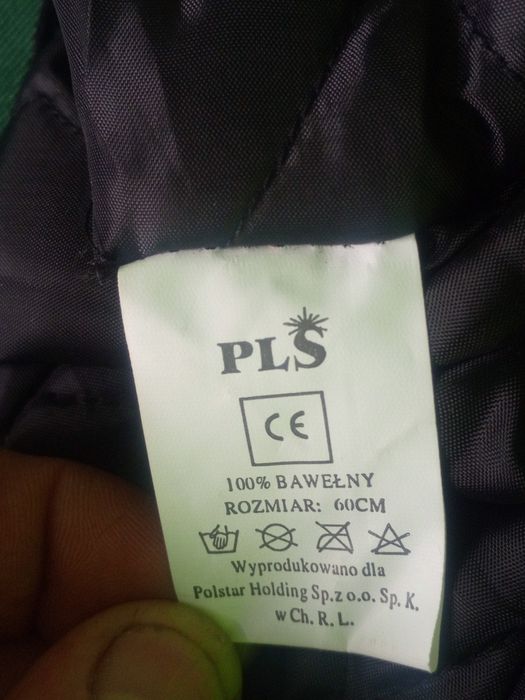 PLS
CE
100% BAWEŁNY
ROZMIAR: 60CM
Wyprodukowano dla
Polstar Holding Sp.z o.o. Sp. K.
w Ch. R. L.